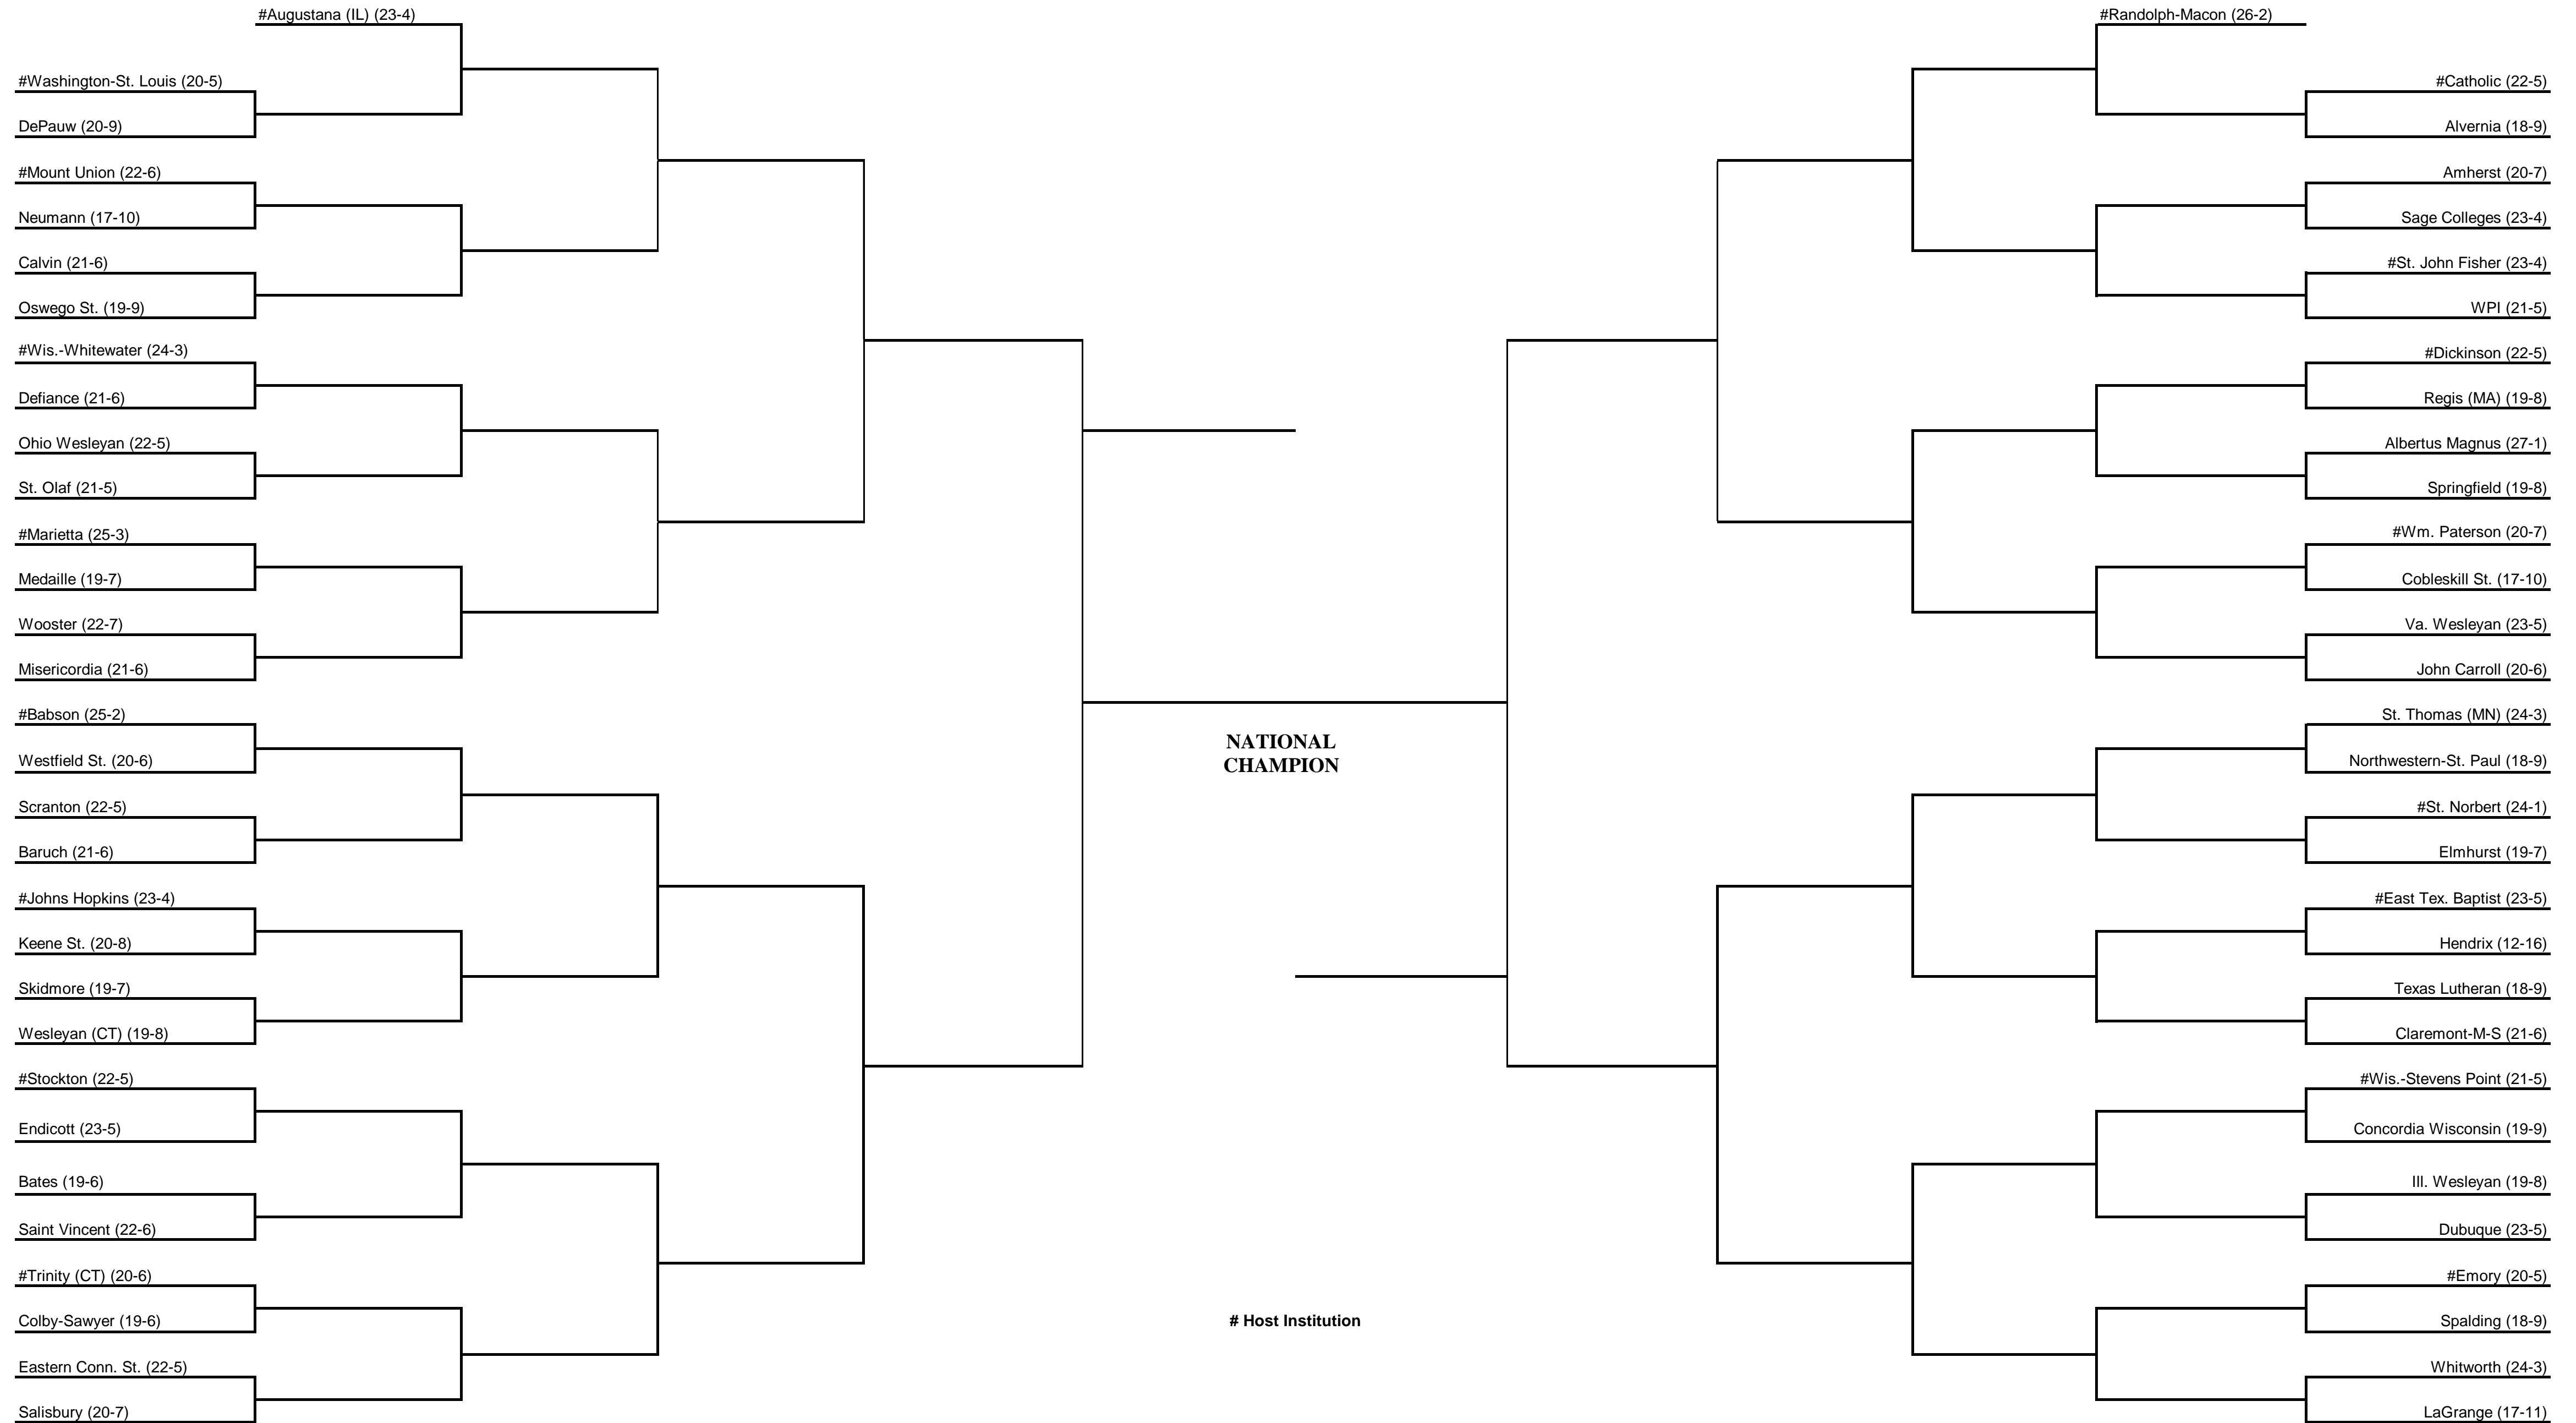 #Augustana (IL) (23-4)
#Washington-St. Louis (20-5)
DePauw (20-9)
#Mount Union (22-6)
Neumann (17-10)
Calvin (21-6)
Oswego St. (19-9)
#Wis.-Whitewater (24-3)
Defiance (21-6)
Ohio Wesleyan (22-5)
St. Olaf (21-5)
#Marietta (25-3)
Medaille (19-7)
Wooster (22-7)
Misericordia (21-6)
#Babson (25-2)
Westfield St. (20-6)
Scranton (22-5)
Baruch (21-6)
#Johns Hopkins (23-4)
Keene St. (20-8)
Skidmore (19-7)
Wesleyan (CT) (19-8)
#Stockton (22-5)
Endicott (23-5)
Bates (19-6)
Saint Vincent (22-6)
#Trinity (CT) (20-6)
Colby-Sawyer (19-6)
Eastern Conn. St. (22-5)
Salisbury (20-7)
NATIONAL
CHAMPION
# Host Institution
#Randolph-Macon (26-2)
#Catholic (22-5)
Alvernia (18-9)
Amherst (20-7)
Sage Colleges (23-4)
#St. John Fisher (23-4)
WPI (21-5)
#Dickinson (22-5)
Regis (MA) (19-8)
Albertus Magnus (27-1)
Springfield (19-8)
#Wm. Paterson (20-7)
Cobleskill St. (17-10)
Va. Wesleyan (23-5)
John Carroll (20-6)
St. Thomas (MN) (24-3)
Northwestern-St. Paul (18-9)
#St. Norbert (24-1)
Elmhurst (19-7)
#East Tex. Baptist (23-5)
Hendrix (12-16)
Texas Lutheran (18-9)
Claremont-M-S (21-6)
#Wis.-Stevens Point (21-5)
Concordia Wisconsin (19-9)
Ill. Wesleyan (19-8)
Dubuque (23-5)
#Emory (20-5)
Spalding (18-9)
Whitworth (24-3)
LaGrange (17-11)